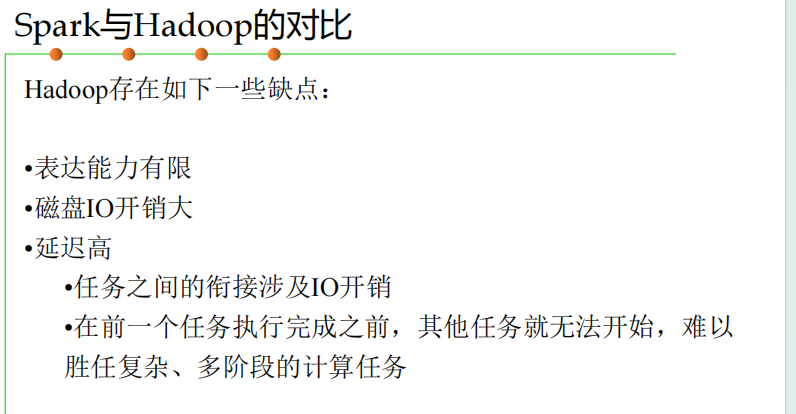 Spark与Hadoop的对比
Hadoop存在如下一些缺点：
•表达能力有限
•磁盘IO开销大
•延迟高
•任务之间的衔接涉及IO开销
•在前一个任务执行完成之前，其他任务就无法开始，难以
胜任复杂、多阶段的计算任务